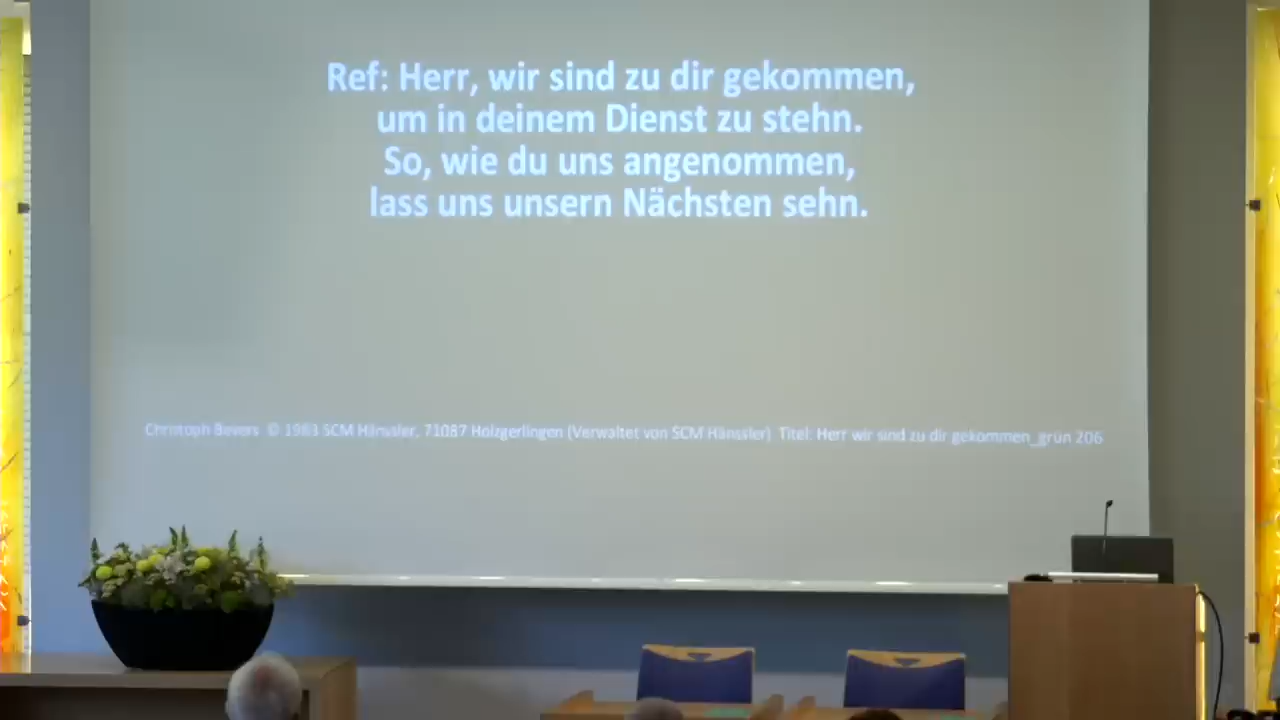 Ref: Herr, wir sind zu dir gekommen,
um in deinem Dienst zu stehn.
So, wie du uns angenommen,
lass uns unsern Nächsten sehn.
Christoph © 1983 SCM Hänssler, 71087 Holzgerlingen (Verwaltet von SCM Hänssler) Titel: Herr wir sind zu dir gekommen_grün 206